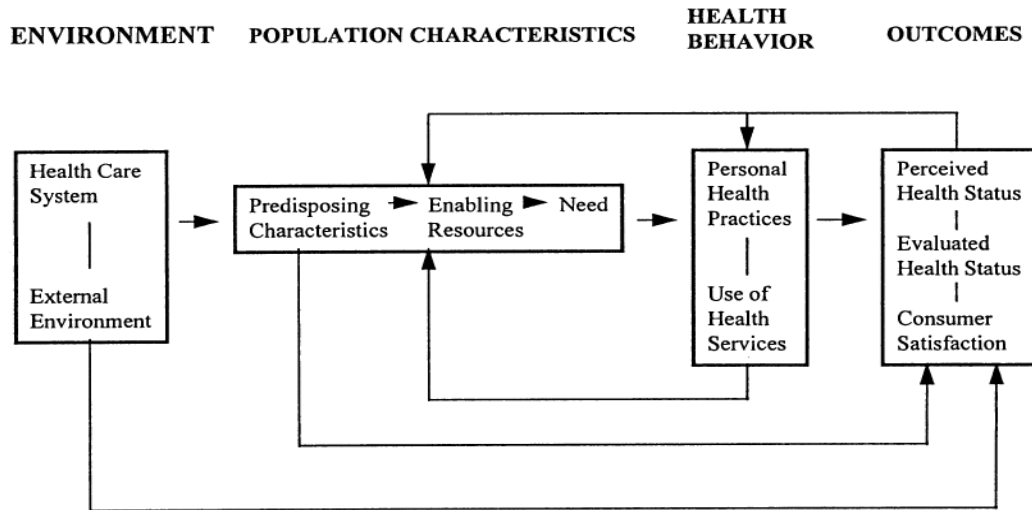 ENVIRONMENT
POPULATION CHARACTERISTICS
HEALTH
BEHAVIOR
OUTCOMES
Health Care
System
External
Environment
Predisposing
Characteristics
Enabling
Resources
Need
Personal
Health
Practices
Use of
Health
Services
Perceived
Health Status
Evaluated
Health Status
Consumer
Satisfaction